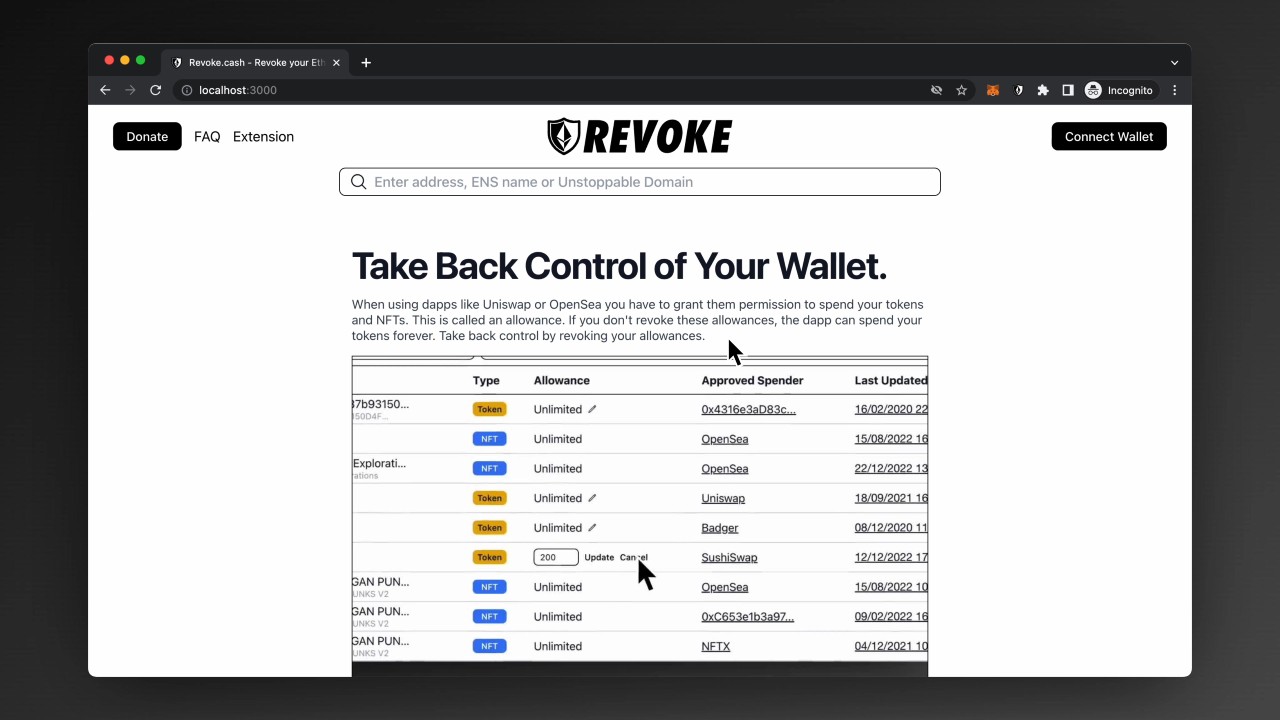 Revoke.cash - Revoke your Eth
localhost:3000
Incognito
Donate FAQ Extension
REVOKE
Connect Wallet
Enter address, ENS name or Unstoppable Domain
Take Back Control of Your Wallet.
When using dapps like Uniswap or OpenSea you have to grant them permission to spend your tokens
and NFTs. This is called an allowance. If you don't revoke these allowances, the dapp can spend your
tokens forever. Take back control by revoking your allowances.
Type Allowance Approved Spender Last Updated
37b93150... Token Unlimited 0x4316e3aD83c... 16/02/2020 22
150D4F...
NFT Unlimited OpenSea 15/08/2022 16
Explorati... NFT Unlimited OpenSea 22/12/2022 13
rations
Token Unlimited Uniswap 18/09/2021 16
Token Unlimited Badger 08/12/2020 11
Token 200 Update Cancel SushiSwap 12/12/2022 17
GAN PUN... NFT Unlimited OpenSea 15/08/2022 10
UNKS V2
GAN PUN... NFT Unlimited 0xC653e1b3a97... 09/02/2022 16
UNKS V2
GAN PUN... NFT Unlimited NFTX 04/12/2021 10
UNKS V2